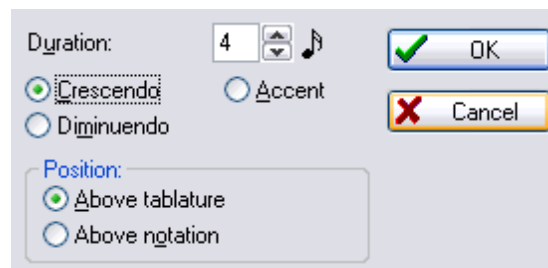 Duration: 4 OK
Crescendo Accent
Diminuendo Cancel
Position:
Above tablature
Above notation